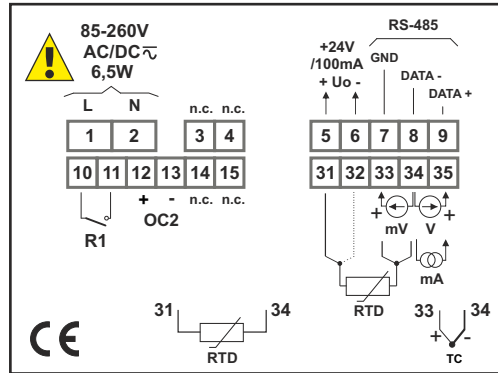 85-260V
AC/DC
6,5W
L N
n.c. n.c.
1 2 3 4
10 11 12 13 14 15
+ - n.c. n.c.
OC2
R1
RS-485
+24V
/100mA
+ Uo -
GND
DATA -
DATA +
5 6 7 8 9
31 32 33 34 35
+ +
mV V
mA
RTD
31 34
RTD
33 34
+ -
TC
CE